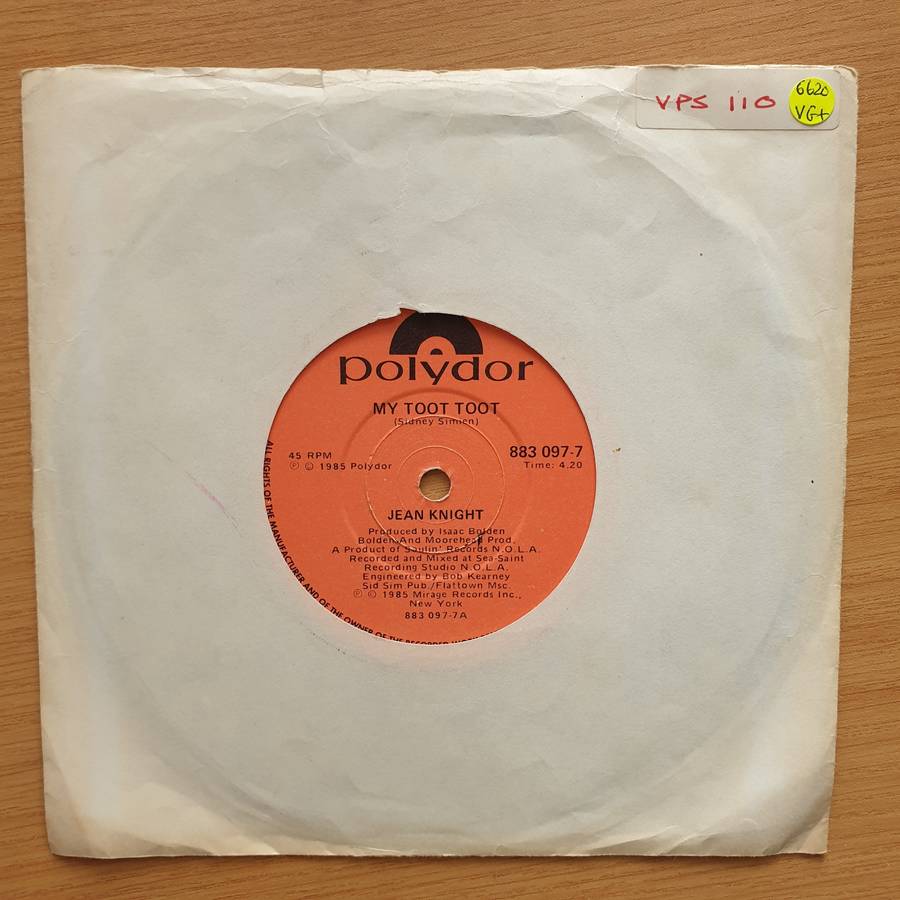 VPS 110
6620
VG+
polydor
MY TOOT TOOT
(Sidney Simien)
45 RPM
883 097-7
Ⓟ © 1985 Polydor
Time: 4.20
JEAN KNIGHT
Produced by Isaac Bolden
Bolden And Moorehead Prod.
A Product of Soulin' Records N.O.L.A.
Recorded and Mixed at Sea-Saint
Recording Studio N.O.L.A.
Engineered by Bob Kearney
Sid Sim Pub./Flattown Msc.
Ⓟ © 1985 Mirage Records Inc.,
New York
883 097-7A
ALL RIGHTS OF THE MANUFACTURER AND OF THE OWNER OF THE RECORDED